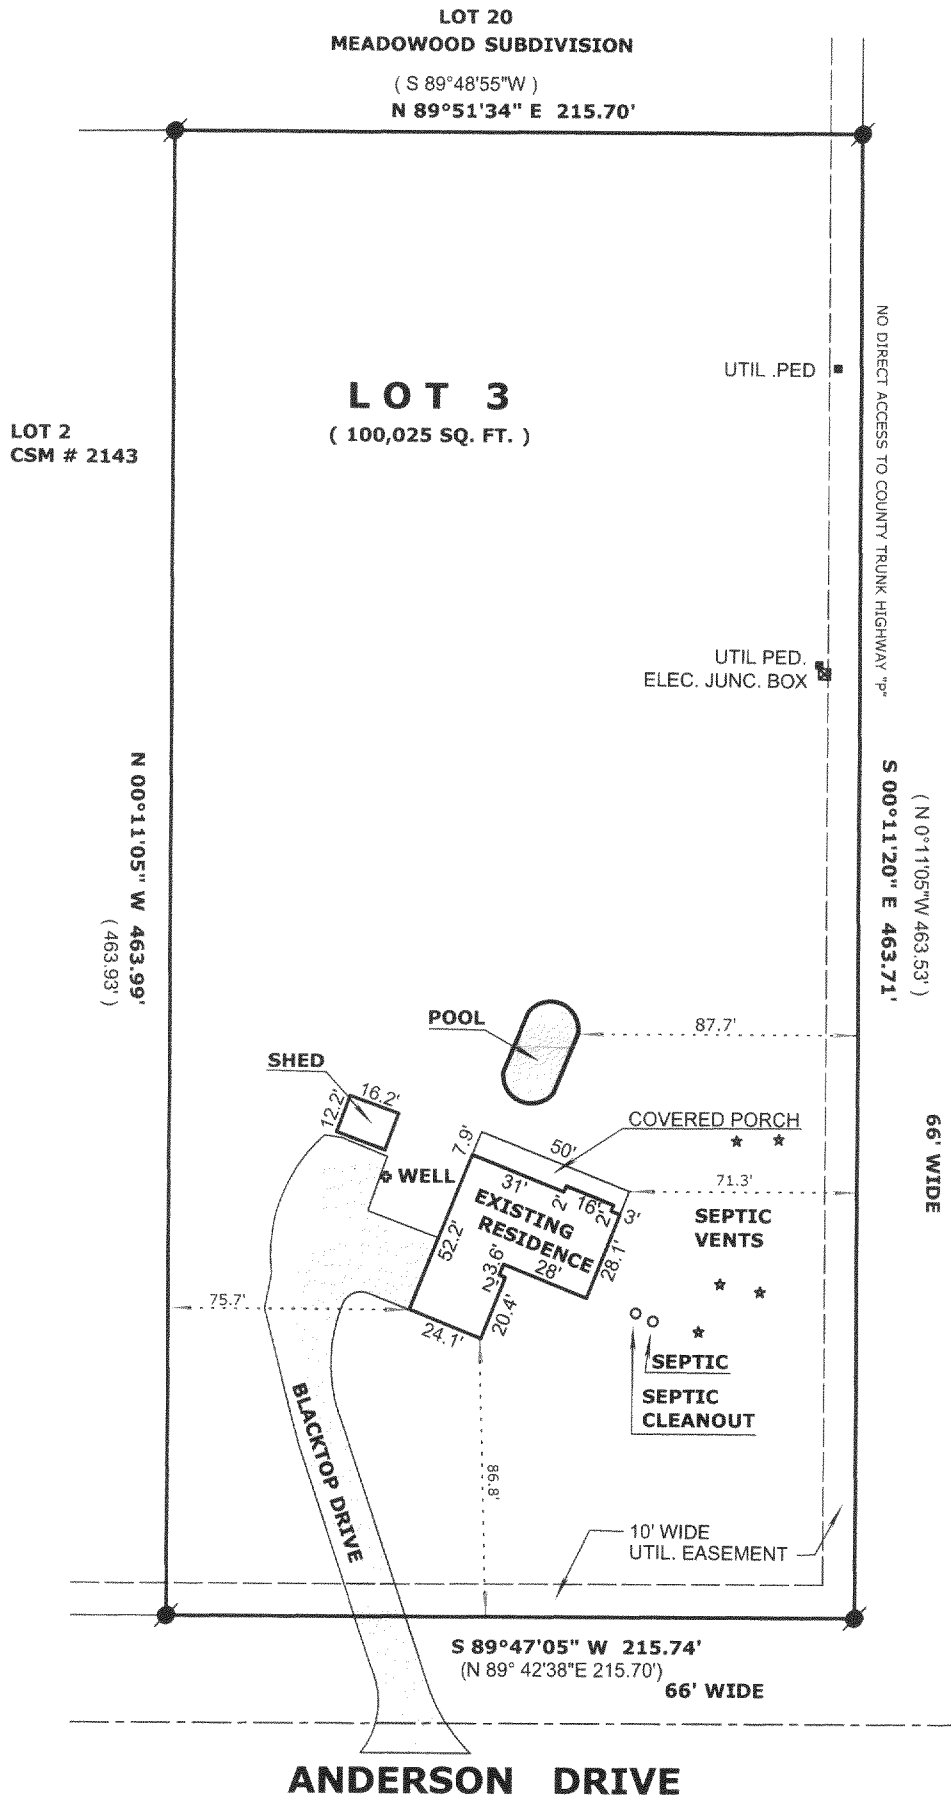 LOT 20
MEADOWOOD SUBDIVISION
( S 89°48'55"W )
N 89°51'34" E 215.70'
NO DIRECT ACCESS TO COUNTY TRUNK HIGHWAY "P"
UTIL .PED
LOT 3
( 100,025 SQ. FT. )
LOT 2
CSM # 2143
UTIL PED.
ELEC. JUNC. BOX
N 00°11'05" W 463.99'
( 463.93' )
S 00°11'20" E 463.71'
( N 0°11'05"W 463.53' )
POOL
87.7'
SHED
16.2'
12.2'
COVERED PORCH
66' WIDE
7.9'
50'
WELL
31'
2'
16'
2'
3'
71.3'
EXISTING
RESIDENCE
SEPTIC
VENTS
52.2'
3.6'
2'
28'
28.1'
75.7'
24.1'
20.4'
SEPTIC
SEPTIC
CLEANOUT
BLACKTOP DRIVE
86.8'
10' WIDE
UTIL. EASEMENT
S 89°47'05" W 215.74'
(N 89° 42'38"E 215.70')
66' WIDE
ANDERSON DRIVE